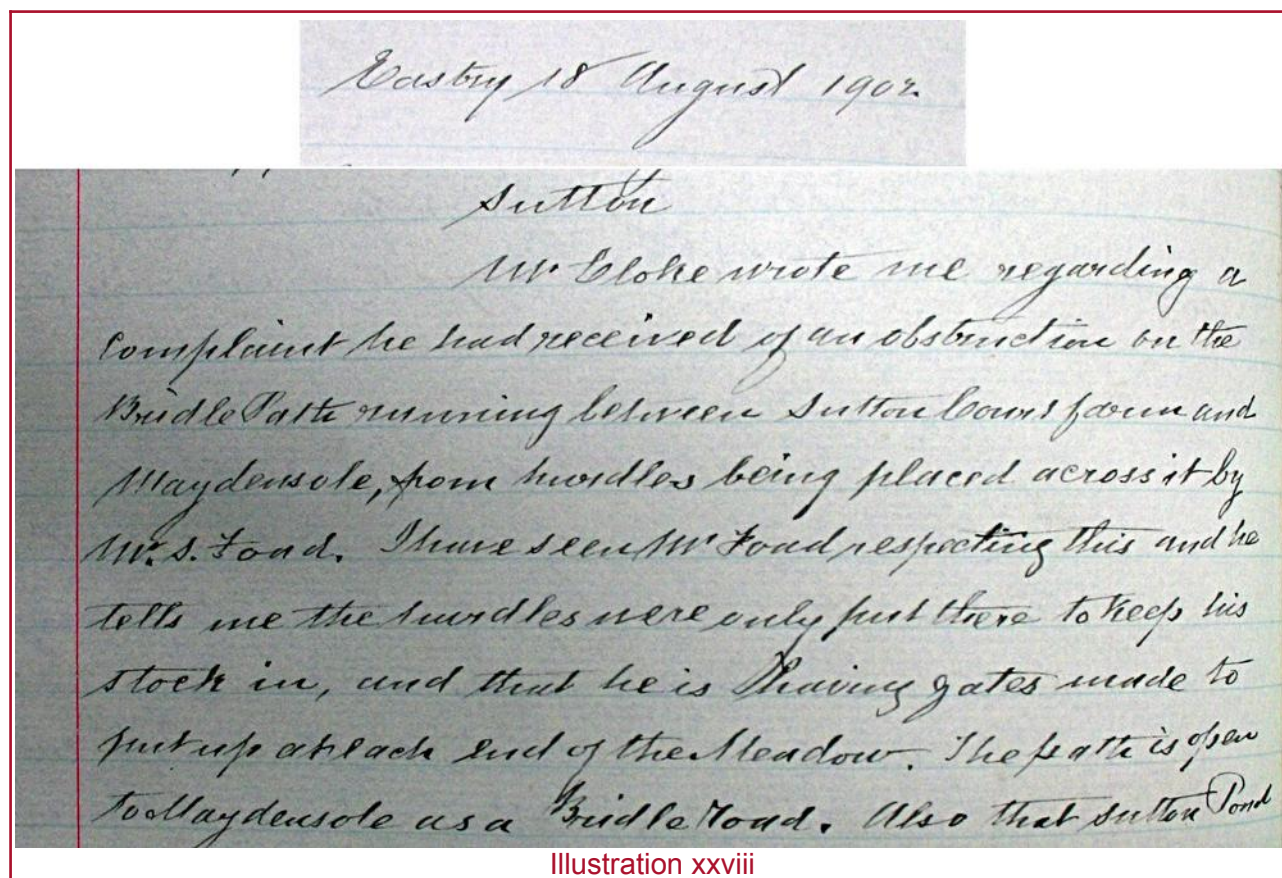 Eastry 18 August 1902
Sutton
Mr Cloke wrote me regarding a
complaint he had received of an obstruction on the
Bridle Path running between Sutton Court farm and
Maydensole, from hurdles being placed across it by
Mr. S. Foad. I have seen Mr Foad respecting this and he
tells me the hurdles were only put there to keep his
stock in, and that he is having gates made to
put up at each end of the Meadow. The path is open
to Maydensole as a Bridle road. Also that Sutton Pond
Illustration xxviii